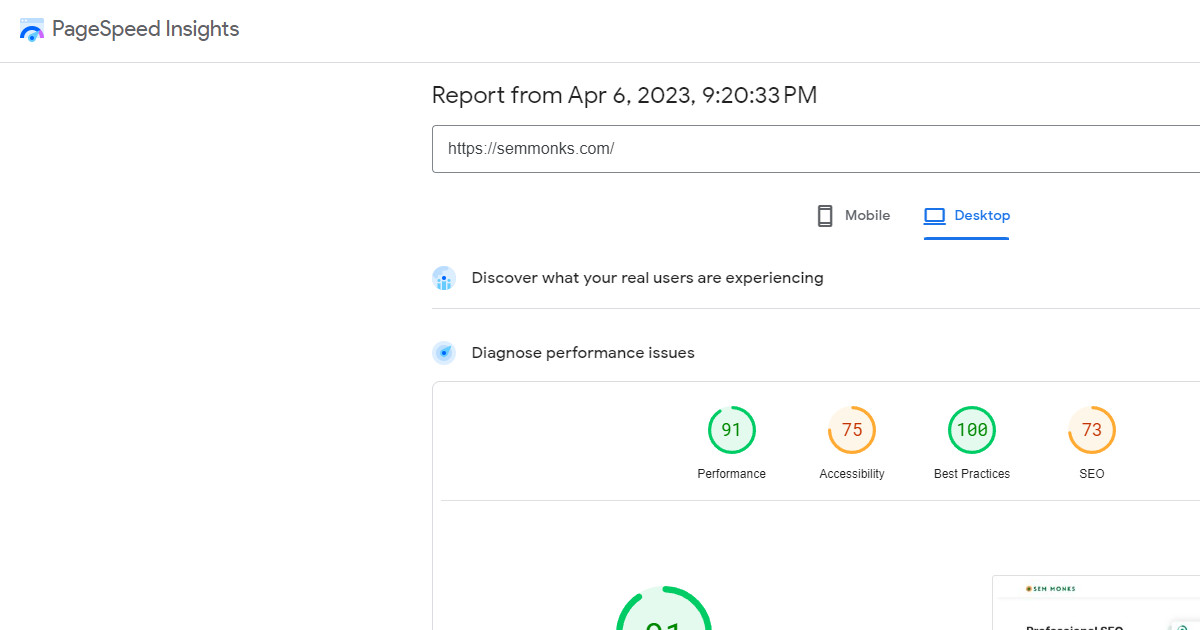 PageSpeed Insights
Report from Apr 6, 2023, 9:20:33 PM
https://semmonks.com/
Mobile Desktop
Discover what your real users are experiencing
Diagnose performance issues
91 75 100 73
Performance Accessibility Best Practices SEO
SEM MONKS
91
Professional SEO